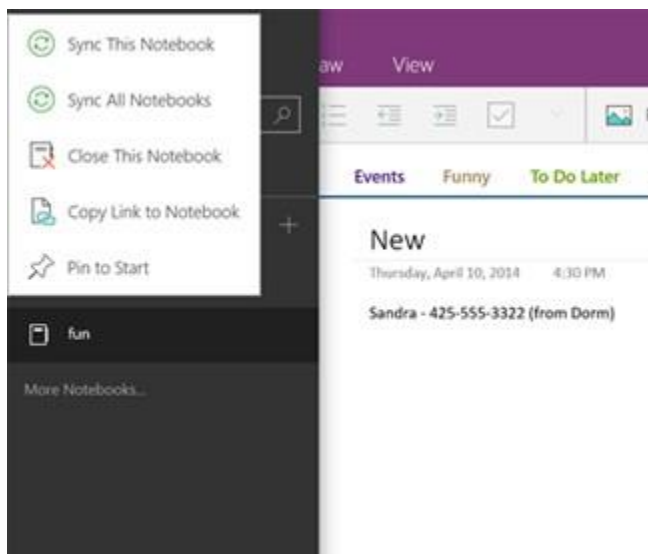 Sync This Notebook
Sync All Notebooks
Close This Notebook
Copy Link to Notebook
Pin to Start
fun
More Notebooks...
aw View
Events Funny To Do Later
New
Thursday, April 10, 2014 4:30 PM
Sandra - 425-555-3322 (from Dorm)